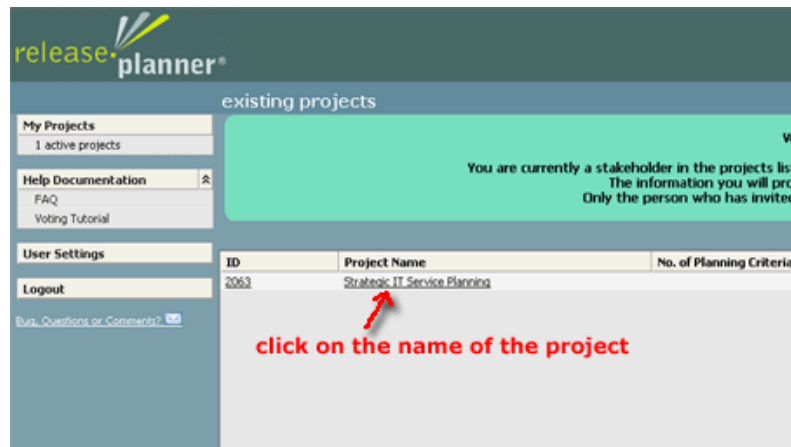 release planner®
existing projects
My Projects
1 active projects
Help Documentation
FAQ
Voting Tutorial
User Settings
Logout
Bug, Questions or Comments?
You are currently a stakeholder in the projects lis
The information you will pro
Only the person who has invite
ID Project Name No. of Planning Criteria
2063 Strategic IT Service Planning
click on the name of the project